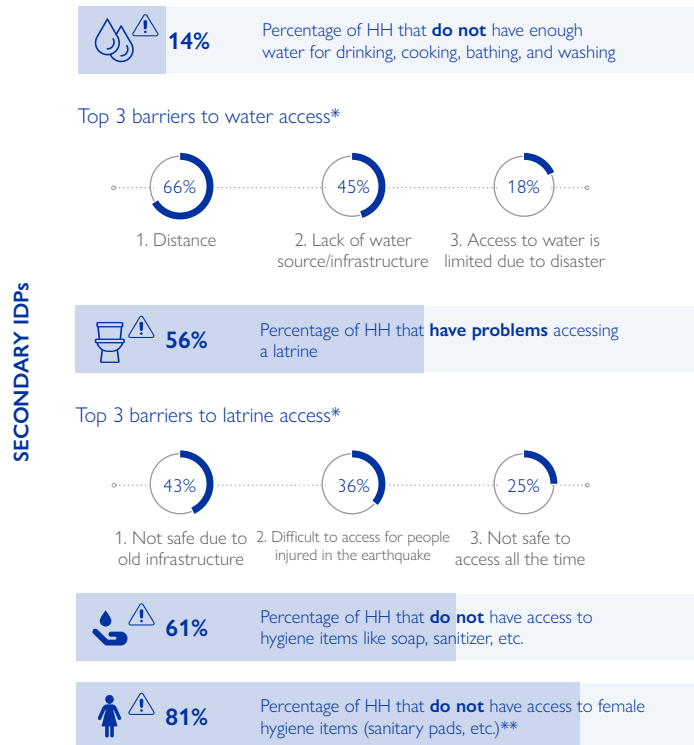 14%
Percentage of HH that do not have enough
water for drinking, cooking, bathing, and washing
Top 3 barriers to water access*
66%
45%
18%
1. Distance
2. Lack of water
source/infrastructure
3. Access to water is
limited due to disaster
SECONDARY IDPs
56%
Percentage of HH that have problems accessing
a latrine
Top 3 barriers to latrine access*
43%
36%
25%
1. Not safe due to
old infrastructure
2. Difficult to access for people
injured in the earthquake
3. Not safe to
access all the time
61%
Percentage of HH that do not have access to
hygiene items like soap, sanitizer, etc.
81%
Percentage of HH that do not have access to female
hygiene items (sanitary pads, etc.)**